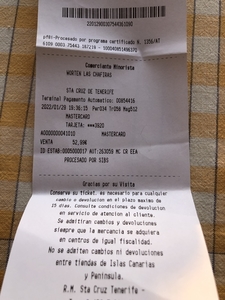 Comerciante Minorista
NORTEN LAS CHAFIRAS
STA CRUZ DE TENERIFE
Terminal Pagamento Automatico: 00854416
MASTERCARD
TARJETA: ***3920
A0000000041010 MASTERCARD
VENTA 52,99€
PROCESADO POR SIBS
Gracias por su Visita
Conserve su ticket, es necesario para cualquier
cambio o devolucion en el plazo maximo de
15 dias. Consulte condiciones de devolucion
en servicio de atencion al cliente.
Se admitiran cambios y devoluciones
siempre que la mercancia se adquiera
en centros de igual fiscalidad.
No se admiten cambios ni devoluciones
entre tiendas de Islas Canarias
y Peninsula.
R.M. Sta Cruz Tenerife -